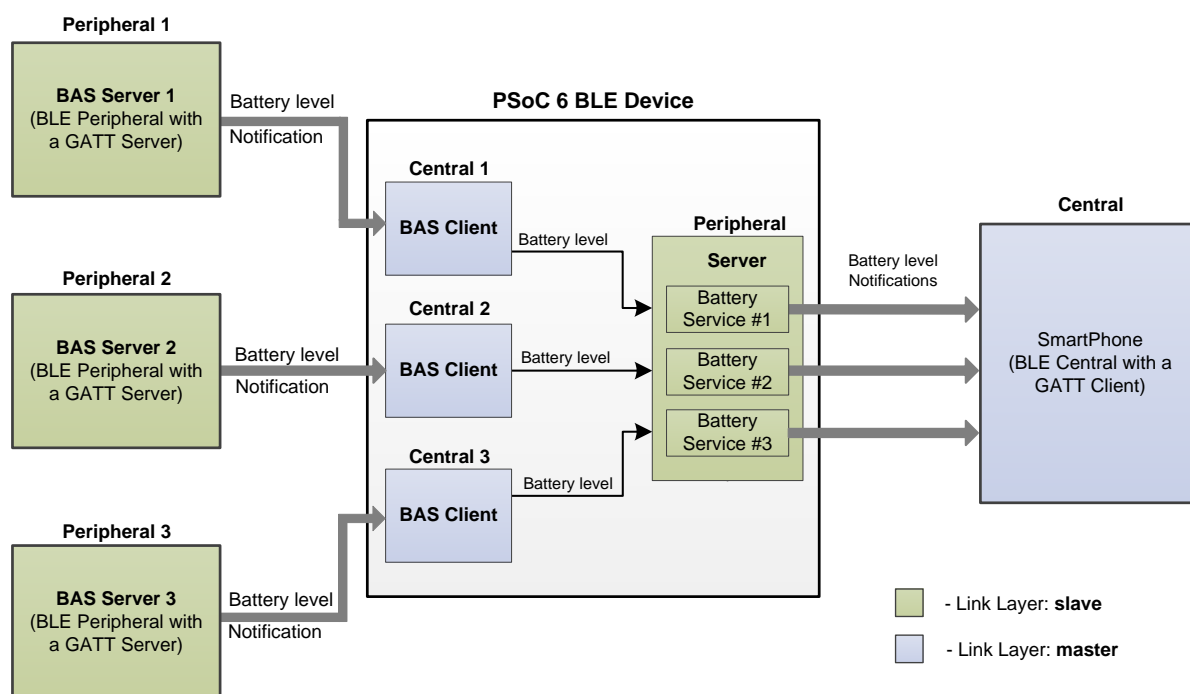 Peripheral 1
BAS Server 1
(BLE Peripheral with
a GATT Server)
Battery level
Notification
Peripheral 2
BAS Server 2
(BLE Peripheral with
a GATT Server)
Battery level
Notification
Peripheral 3
BAS Server 3
(BLE Peripheral with
a GATT Server)
Battery level
Notification
PSoC 6 BLE Device
Central 1
BAS Client
Battery level
Central 2
BAS Client
Battery level
Central 3
BAS Client
Battery level
Peripheral
Server
Battery
Service #1
Battery
Service #2
Battery
Service #3
Battery level
Notifications
Central
SmartPhone
(BLE Central with a
GATT Client)
- Link Layer: slave
- Link Layer: master